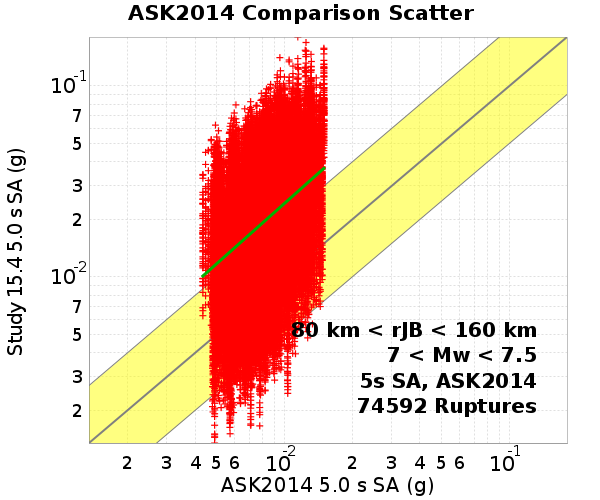 ASK2014 Comparison Scatter
Study 15.4 5.0 s SA (g)
10-1
7
5
3
2
10-2
7
5
3
2
80 km < rJB < 160 km
7 < Mw < 7.5
5s SA, ASK2014
74592 Ruptures
2 3 4 5 6 10-2 2 3 4 5 6 10-1
ASK2014 5.0 s SA (g)